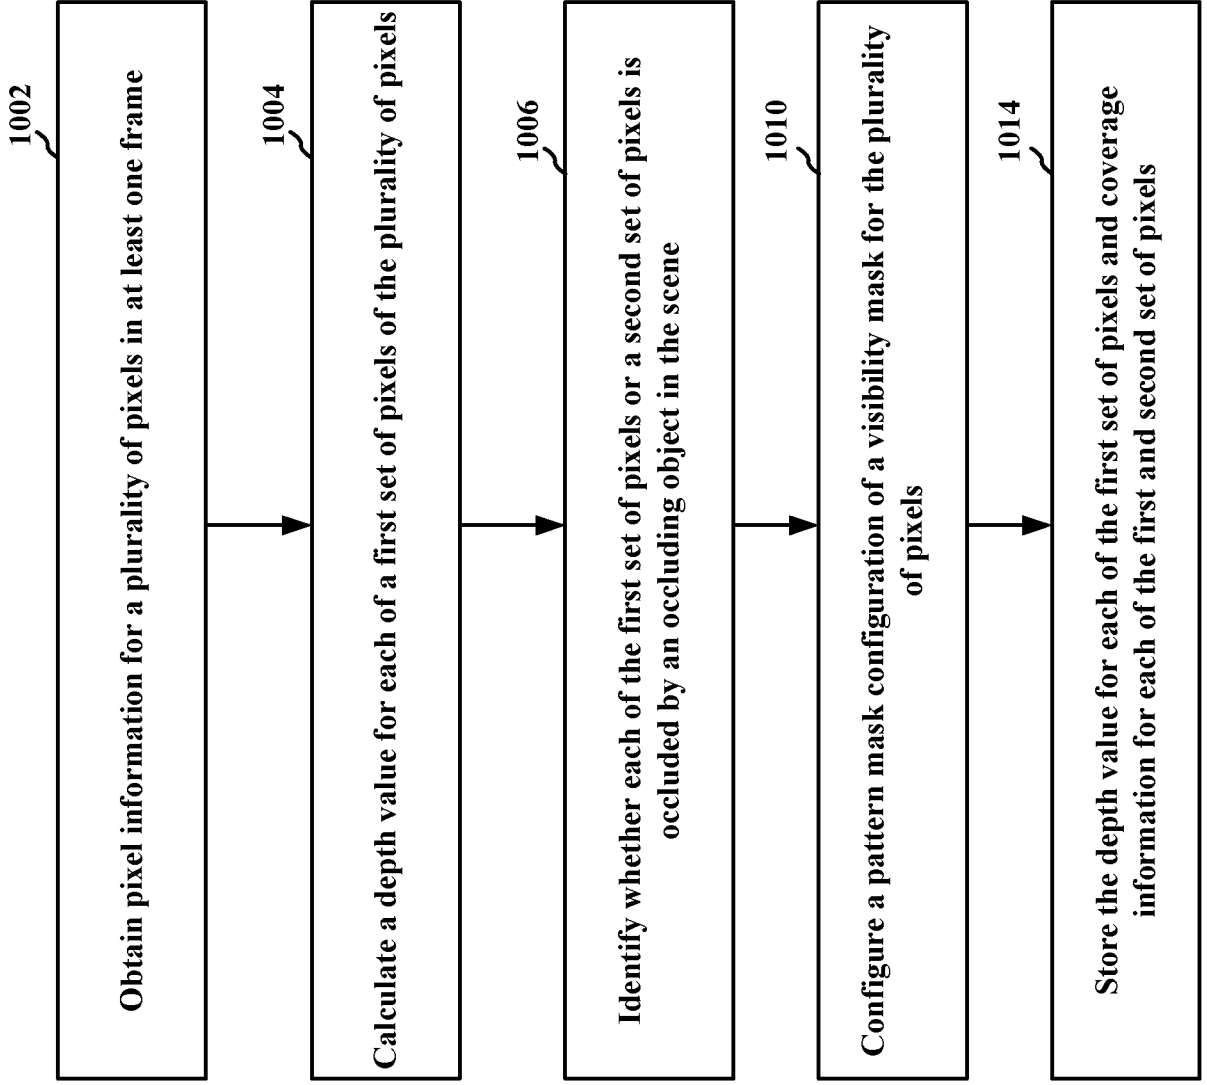 1002
Obtain pixel information for a plurality of pixels in at least one frame
1004
Calculate a depth value for each of a first set of pixels of the plurality of pixels
1006
Identify whether each of the first set of pixels or a second set of pixels is
occluded by an occluding object in the scene
1010
Configure a pattern mask configuration of a visibility mask for the plurality
of pixels
1014
Store the depth value for each of the first set of pixels and coverage
information for each of the first and second set of pixels